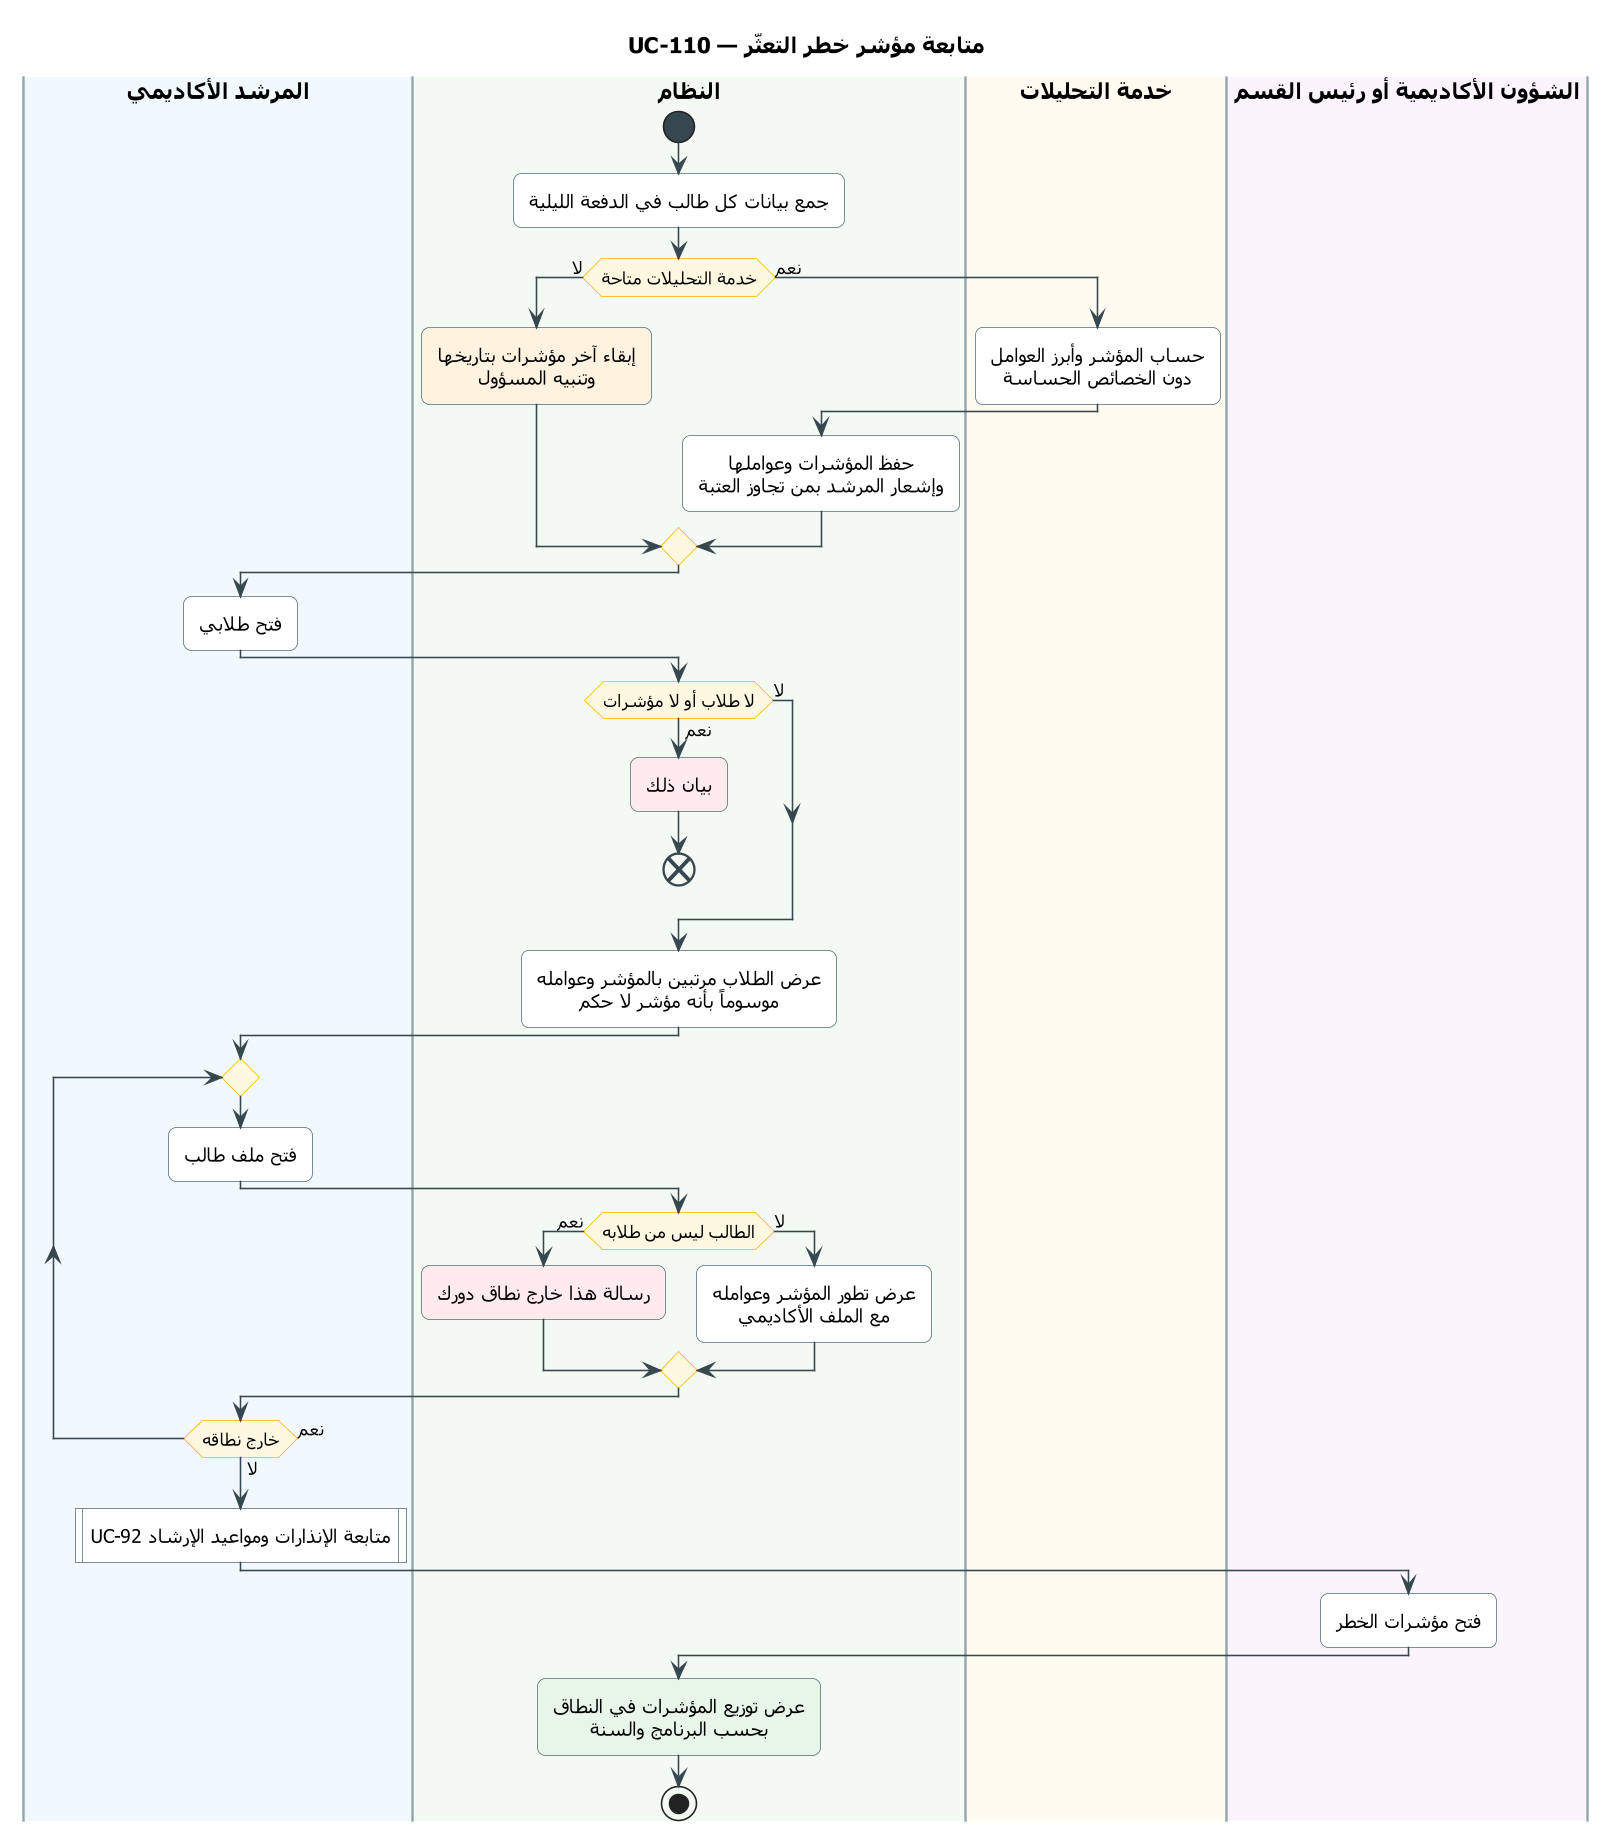 متابعة مؤشر خطر التعثّر — UC-110
المرشد الأكاديمي
النظام
خدمة التحليلات
الشؤون الأكاديمية أو رئيس القسم
جمع بيانات كل طالب في الدفعة الليلية
خدمة التحليلات متاحة
لا
نعم
إبقاء آخر مؤشرات بتاريخها
وتنبيه المسؤول
حساب المؤشر وأبرز العوامل
دون الخصائص الحساسة
حفظ المؤشرات وعواملها
وإشعار المرشد بمن تجاوز العتبة
فتح طلابي
لا طلاب أو لا مؤشرات
لا
نعم
بيان ذلك
عرض الطلاب مرتبين بالمؤشر وعوامله
موسوماً بأنه مؤشر لا حكم
فتح ملف طالب
الطالب ليس من طلابه
نعم
لا
رسالة هذا خارج نطاق دورك
عرض تطور المؤشر وعوامله
مع الملف الأكاديمي
خارج نطاقه
نعم
لا
متابعة الإنذارات ومواعيد الإرشاد UC-92
فتح مؤشرات الخطر
عرض توزيع المؤشرات في النطاق
بحسب البرنامج والسنة